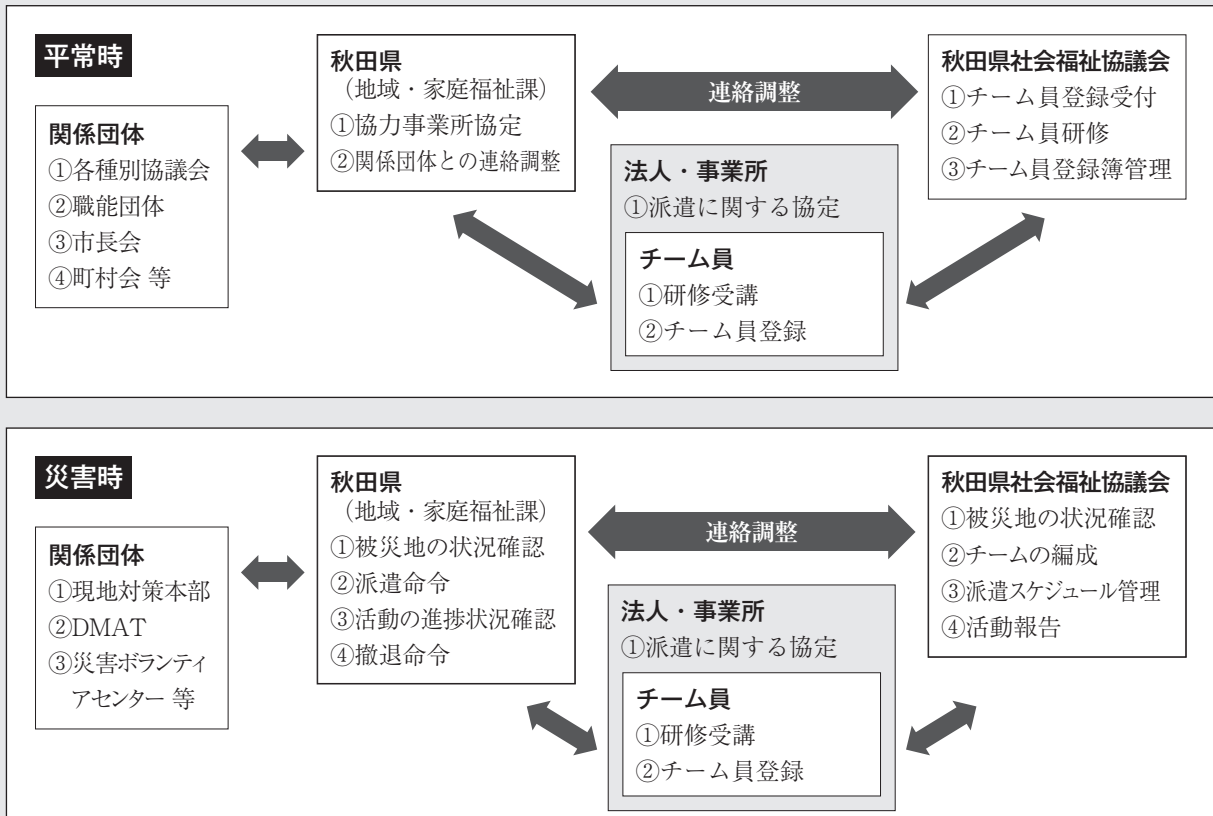 平常時
関係団体
①各種別協議会
②職能団体
③市長会
④町村会 等
秋田県
（地域・家庭福祉課）
①協力事業所協定
②関係団体との連絡調整
連絡調整
法人・事業所
①派遣に関する協定
チーム員
①研修受講
②チーム員登録
秋田県社会福祉協議会
①チーム員登録受付
②チーム員研修
③チーム員登録簿管理
災害時
関係団体
①現地対策本部
②DMAT
③災害ボランティ
アセンター 等
秋田県
（地域・家庭福祉課）
①被災地の状況確認
②派遣命令
③活動の進捗状況確認
④撤退命令
連絡調整
法人・事業所
①派遣に関する協定
チーム員
①研修受講
②チーム員登録
秋田県社会福祉協議会
①被災地の状況確認
②チームの編成
③派遣スケジュール管理
④活動報告